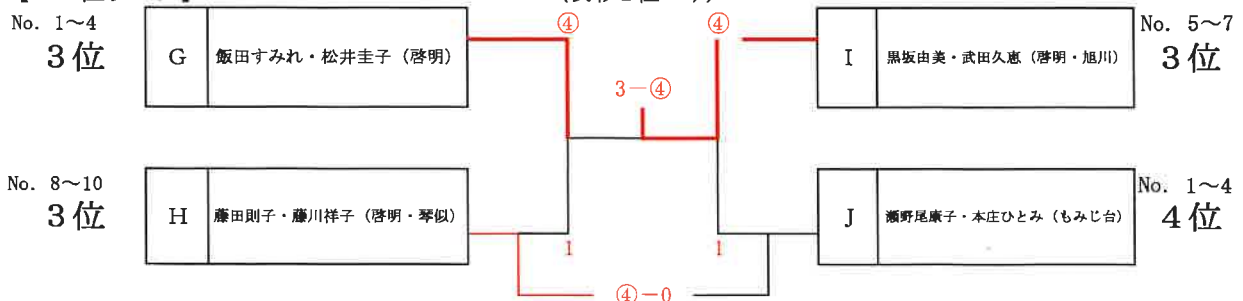 No. 1~4
3位
G 飯田すみれ・松井圭子 (啓明)
④ ④
No. 5~7
3位
I 黒坂由美・武田久恵 (啓明・旭川)
3-④
No. 8~10
3位
H 藤田則子・藤川祥子 (啓明・琴似)
1 1
No. 1~4
4位
J 瀬野尾康子・本庄ひとみ (もみじ台)
④-0